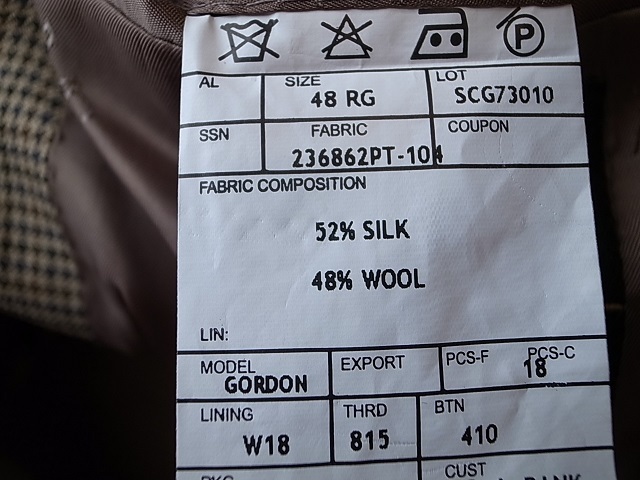 P
AL SIZE LOT
48 RG SCG73010
SSN FABRIC COUPON
236862PT-104
FABRIC COMPOSITION
52% SILK
48% WOOL
LIN:
MODEL EXPORT PCS-F PCS-C
GORDON 18
LINING THRD BTN
W18 815 410
CUST